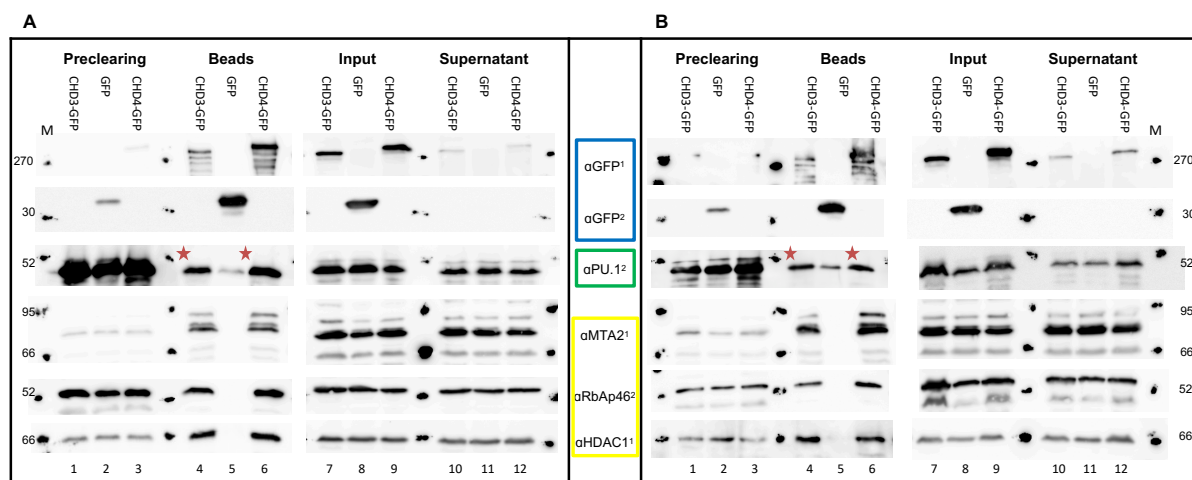 A
Preclearing Beads Input Supernatant
CHD3-GFP GFP CHD4-GFP CHD3-GFP GFP CHD4-GFP CHD3-GFP GFP CHD4-GFP CHD3-GFP GFP CHD4-GFP
M
270
30
52
95
66
52
66
1 2 3 4 5 6 7 8 9 10 11 12
αGFP¹
αGFP²
αPU.1²
αMTA2¹
αRbAp46²
αHDAC1¹
B
Preclearing Beads Input Supernatant
CHD3-GFP GFP CHD4-GFP CHD3-GFP GFP CHD4-GFP CHD3-GFP GFP CHD4-GFP CHD3-GFP GFP CHD4-GFP
M
270
30
52
95
66
52
66
1 2 3 4 5 6 7 8 9 10 11 12